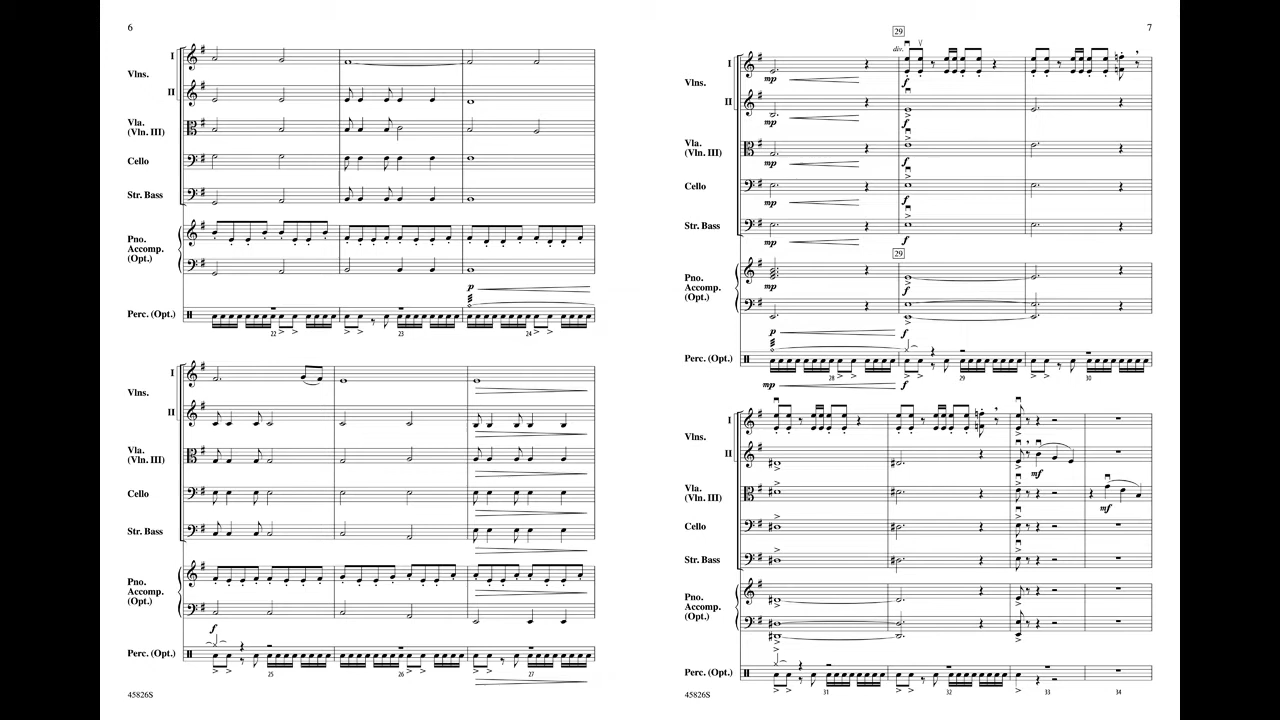 6
I
Vlns.
II
Vla.
(Vln. III)
Cello
Str. Bass
Pno.
Accomp.
(Opt.)
p
Perc. (Opt.)
22 23 24
I
Vlns.
II
Vla.
(Vln. III)
Cello
Str. Bass
Pno.
Accomp.
(Opt.)
f
Perc. (Opt.)
25 26 27
45826S
7
29
div.
I
Vlns.
mp f
II
mp f
Vla.
(Vln. III)
mp f
Cello
mp f
Str. Bass
mp f
29
Pno.
Accomp.
(Opt.)
mp f
p f
Perc. (Opt.)
28 29 30
mp f
I
Vlns.
II
mf
Vla.
(Vln. III)
mf
Cello
Str. Bass
Pno.
Accomp.
(Opt.)
Perc. (Opt.)
31 32 33 34
45826S